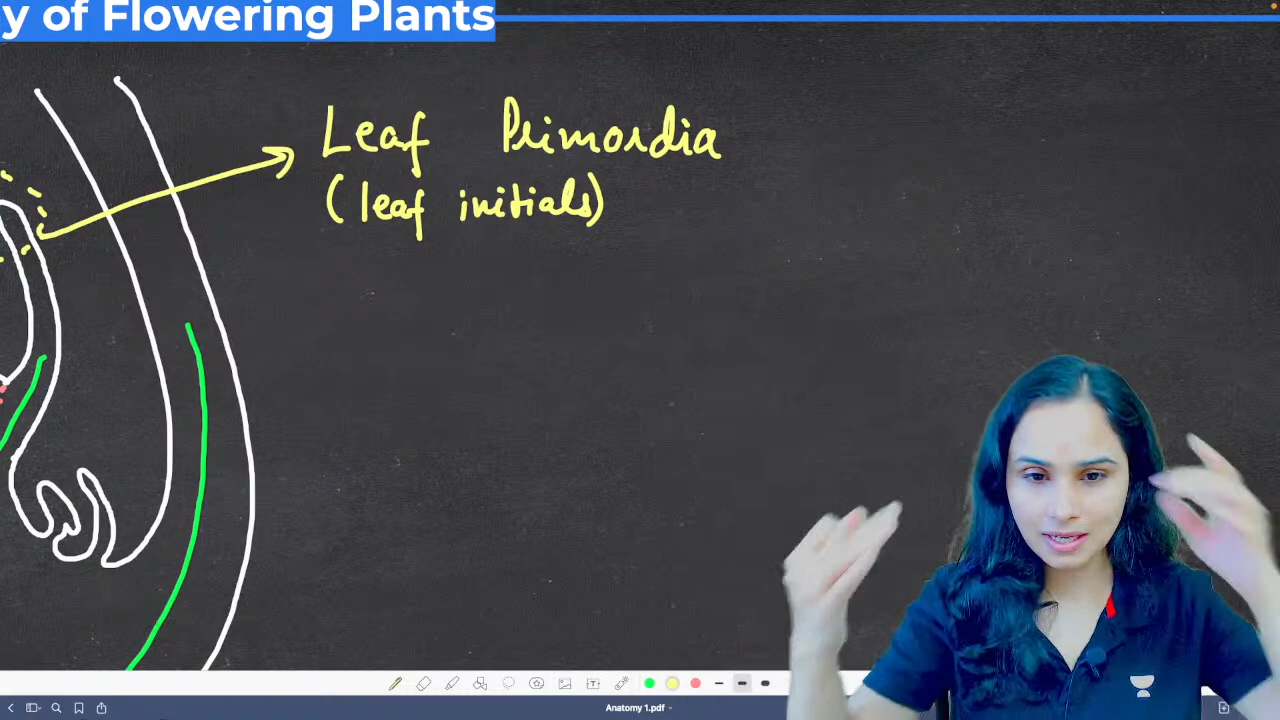 y of Flowering Plants
Leaf Primordia
(leaf initials)
Anatomy 1.pdf